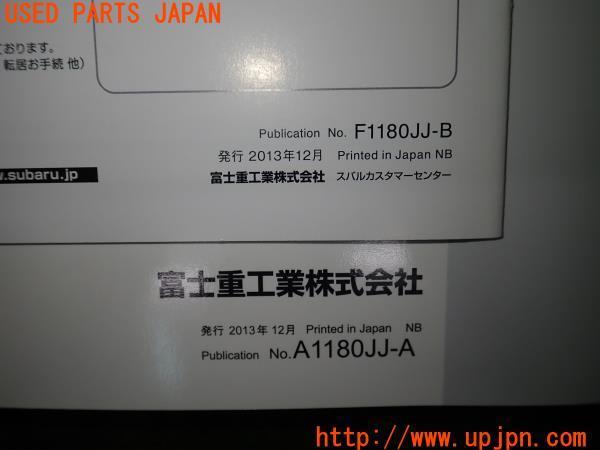 USED PARTS JAPAN
ております。
転居お手続 他)
Publication No. F1180JJ-B
発行 2013年12月 Printed in Japan NB
w.subaru.jp
富士重工業株式会社 スバルカスタマーセンター
富士重工業株式会社
発行 2013年 12月 Printed in Japan NB
Publication No.A1180JJ-A
http://www.upjpn.com